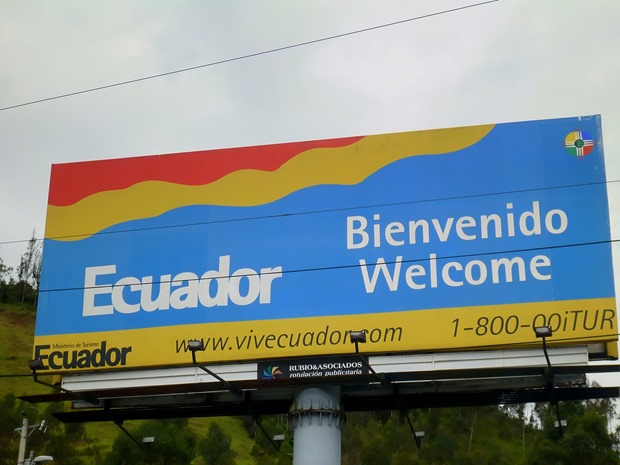 Bienvenido
Welcome
Ecuador
Ministerio de Turismo
Ecuador
www.vivecuador.com
1-800-00iTUR
RUBIO&ASOCIADOS
rotulación publicitaria